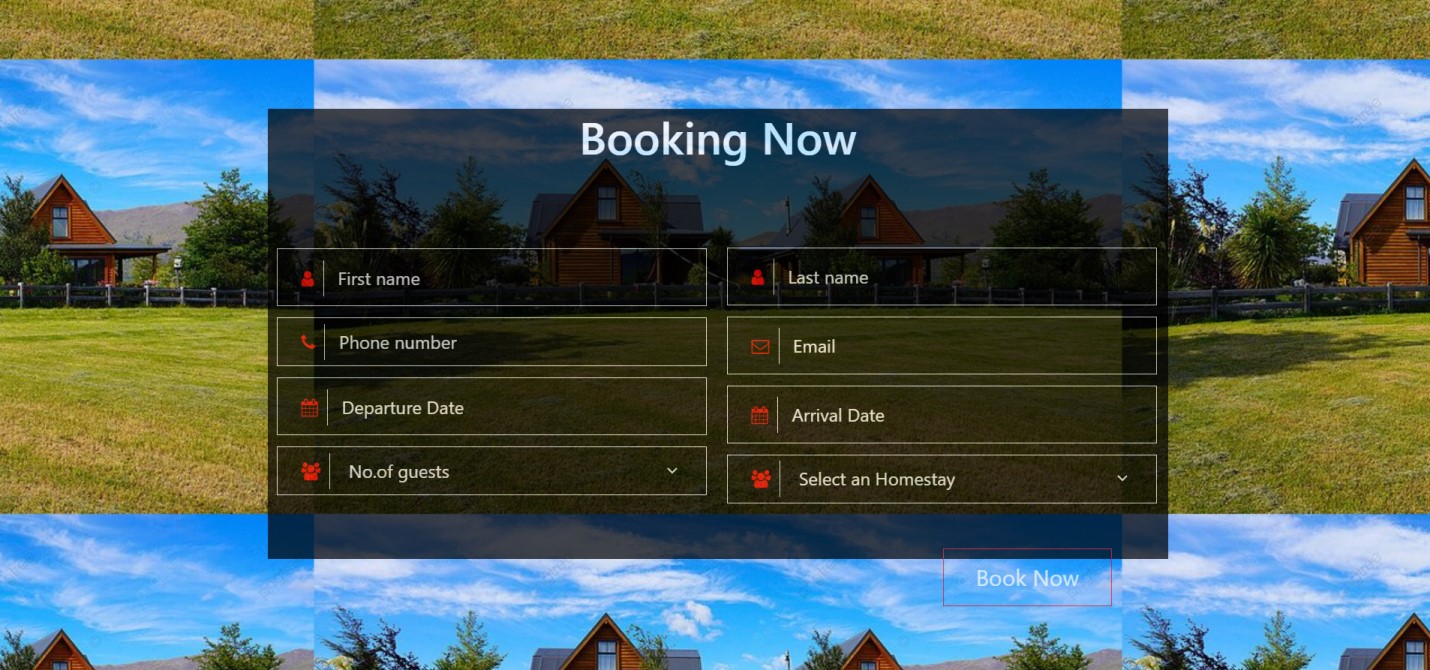 Booking Now
First name
Last name
Phone number
Email
Departure Date
Arrival Date
No.of guests
Select an Homestay
Book Now